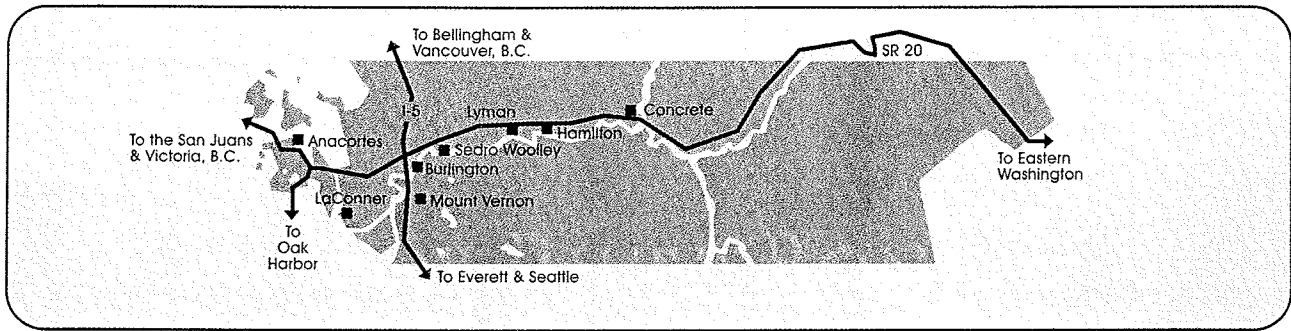 To Bellingham &
Vancouver, B.C.
SR 20
I-5
Lyman
Concrete
Hamilton
To the San Juans
& Victoria, B.C.
Anacortes
Sedro Woolley
To Eastern
Washington
Burlington
LaConner
Mount Vernon
To
Oak
Harbor
To Everett & Seattle